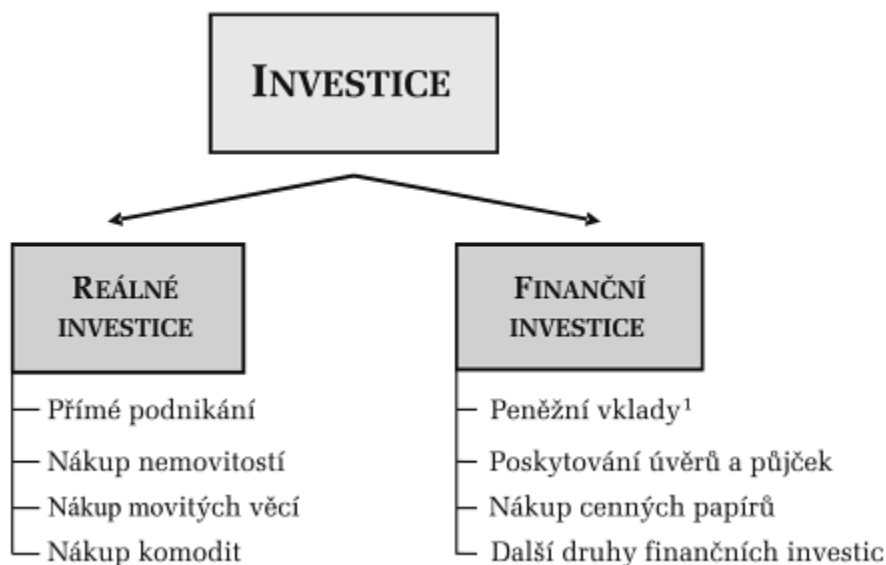 INVESTICE
REÁLNÉ
INVESTICE
Přímé podnikání
Nákup nemovitostí
Nákup movitých věcí
Nákup komodit
FINANČNÍ
INVESTICE
Peněžní vklady¹
Poskytování úvěrů a půjček
Nákup cenných papírů
Další druhy finančních investic